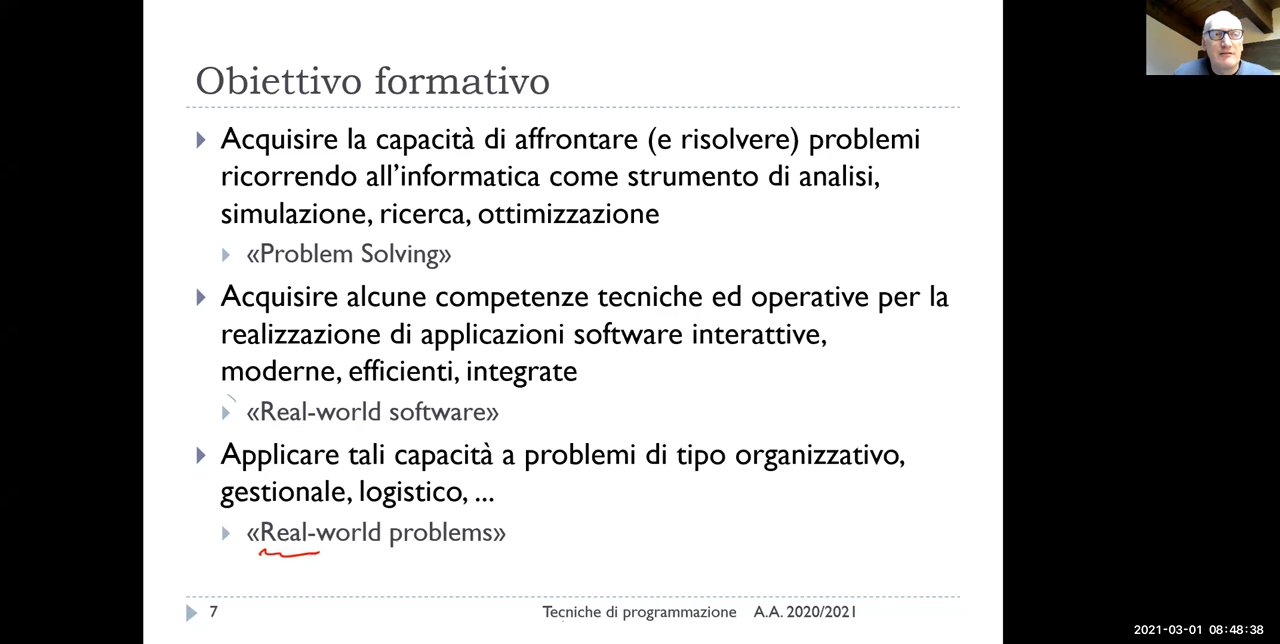 Obiettivo formativo
Acquisire la capacità di affrontare (e risolvere) problemi
ricorrendo all’informatica come strumento di analisi,
simulazione, ricerca, ottimizzazione
«Problem Solving»
Acquisire alcune competenze tecniche ed operative per la
realizzazione di applicazioni software interattive,
moderne, efficienti, integrate
«Real-world software»
Applicare tali capacità a problemi di tipo organizzativo,
gestionale, logistico, ...
«Real-world problems»
7 Tecniche di programmazione A.A. 2020/2021
2021-03-01 08:48:38